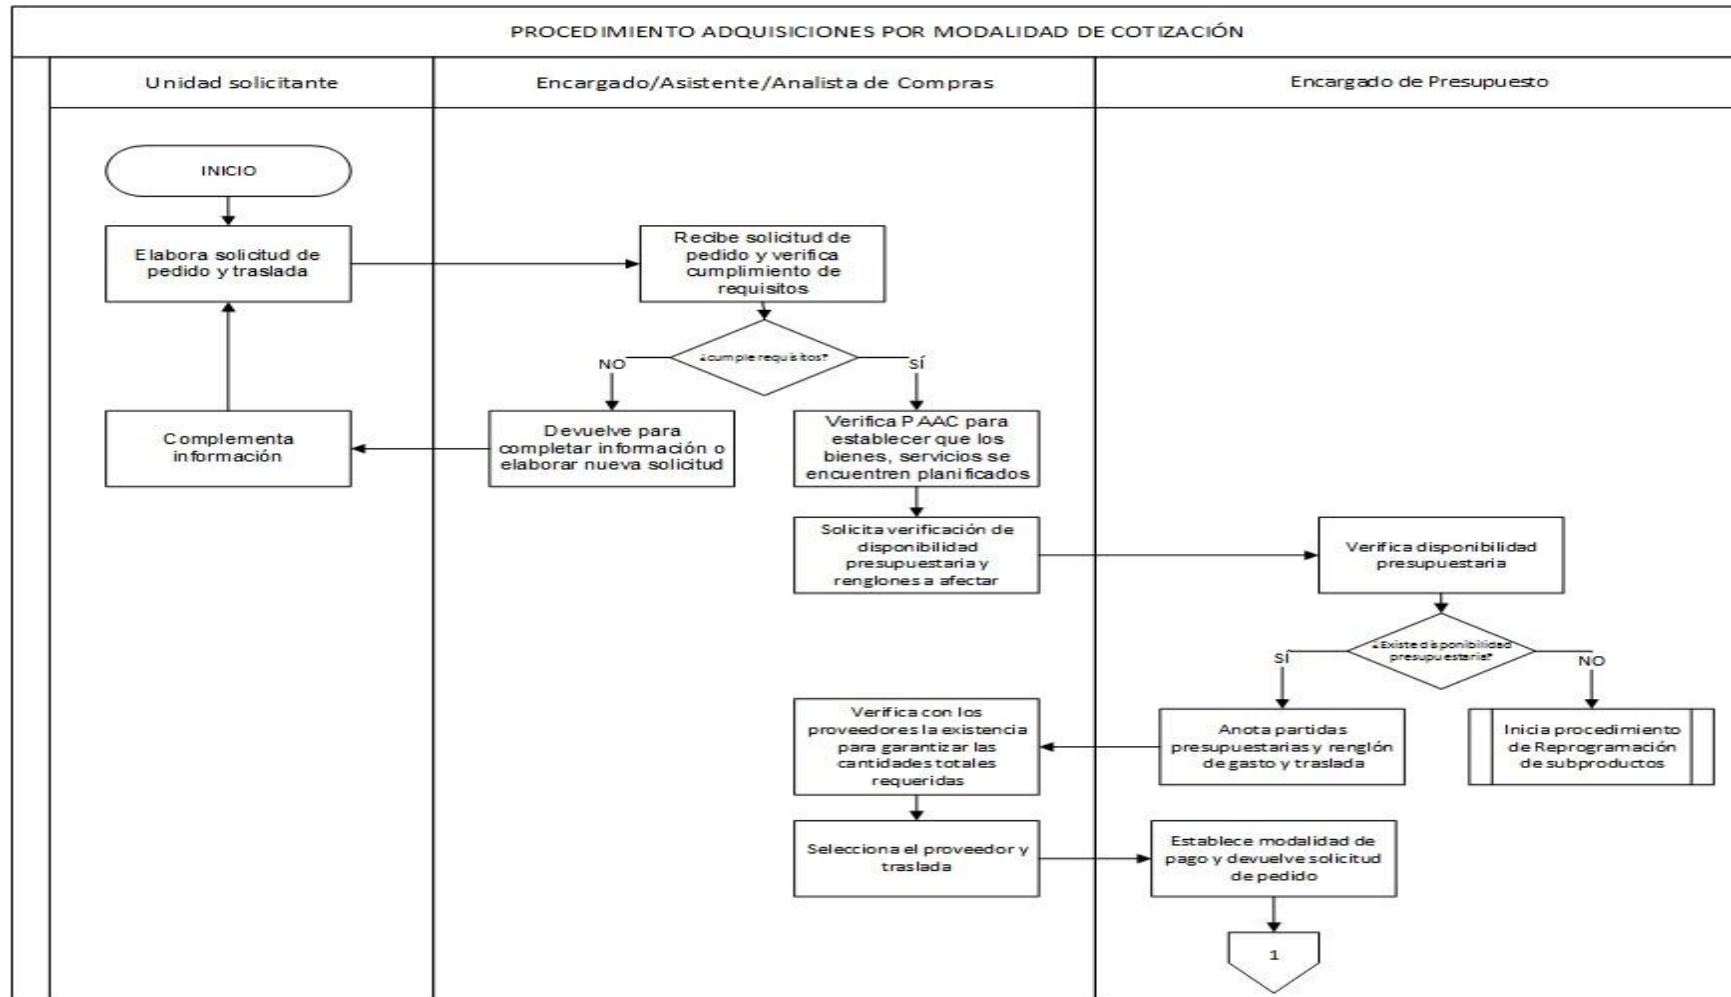 PROCEDIMIENTO ADQUISICIONES POR MODALIDAD DE COTIZACIÓN
Unidad solicitante
Encargado/Asistente/Analista de Compras
Encargado de Presupuesto
INICIO
Elabora solicitud de
pedido y traslada
Recibe solicitud de
pedido y verifica
cumplimiento de
requisitos
¿cumple requisitos?
NO
SÍ
Complementa
información
Devuelve para
completar información o
elaborar nueva solicitud
Verifica PAAC para
establecer que los
bienes, servicios se
encuentren planificados
Solicita verificación de
disponibilidad
presupuestaria y
renglones a afectar
Verifica disponibilidad
presupuestaria
¿Existe disponibilidad
presupuestaria?
SÍ
NO
Verifica con los
proveedores la existencia
para garantizar las
cantidades totales
requeridas
Anota partidas
presupuestarias y renglón
de gasto y traslada
Inicia procedimiento
de Reprogramación
de subproductos
Selecciona el proveedor y
traslada
Establece modalidad de
pago y devuelve solicitud
de pedido
1